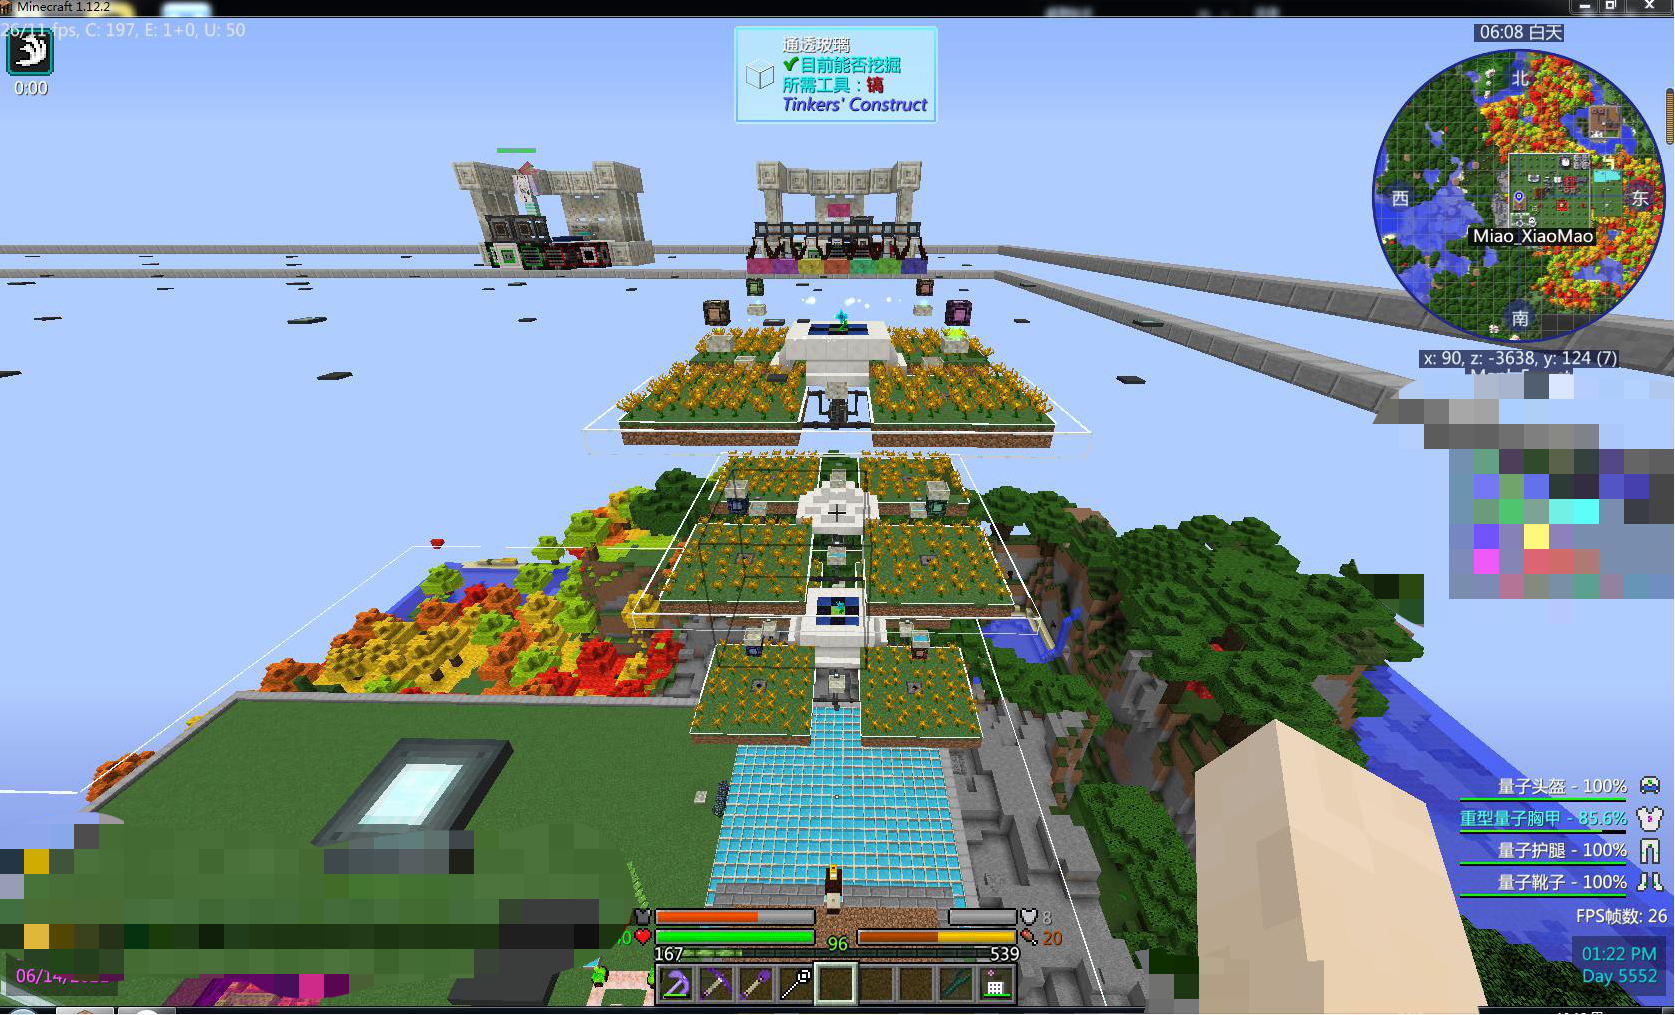 Minecraft 1.12.2
26/11 fps, C: 197, E: 1+0, U: 50
0:00
通透玻璃
✔目前能否挖掘
所需工具：镐
Tinkers' Construct
06:08 白天
北
西
东
Miao_XiaoMao
南
x: 90, z: -3638, y: 124 (7)
量子头盔 - 100%
重型量子胸甲 - 85.6%
量子护腿 - 100%
量子靴子 - 100%
FPS帧数: 26
8
96
20
167
539
06/14/
01:22 PM
Day 5552